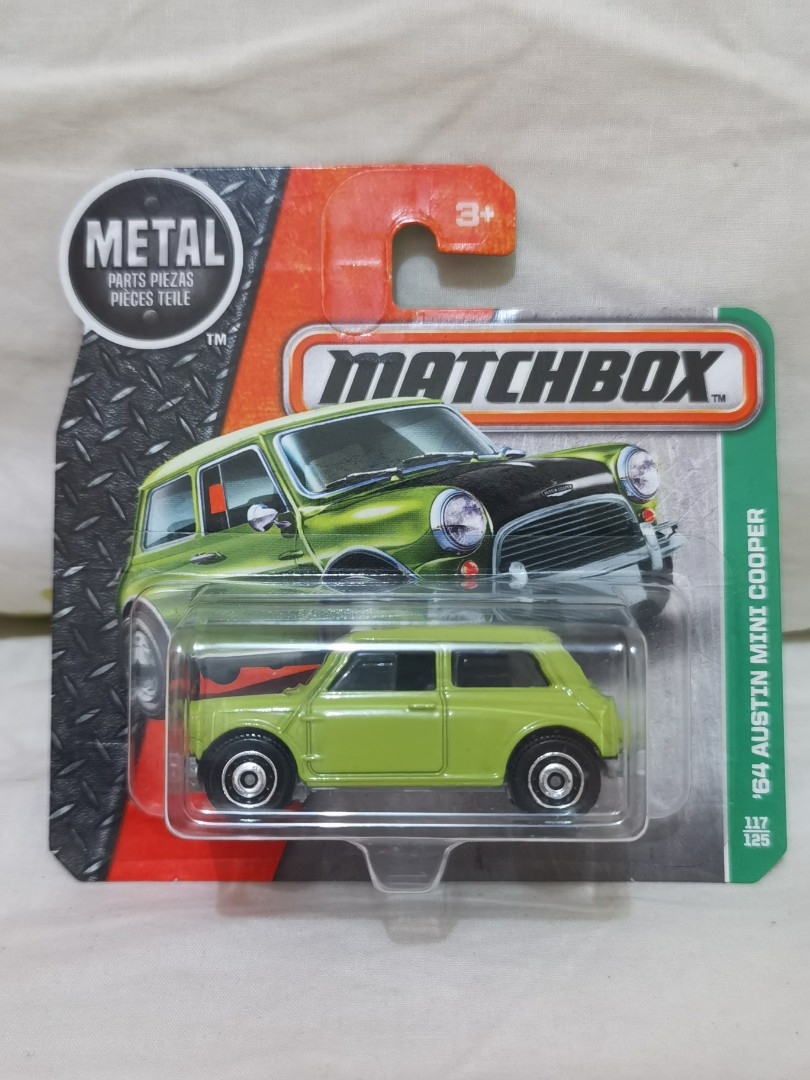 METAL
PARTS PIEZAS
PIÈCES TEILE
TM
3+
MATCHBOX TM
'64 AUSTIN MINI COOPER
117
125